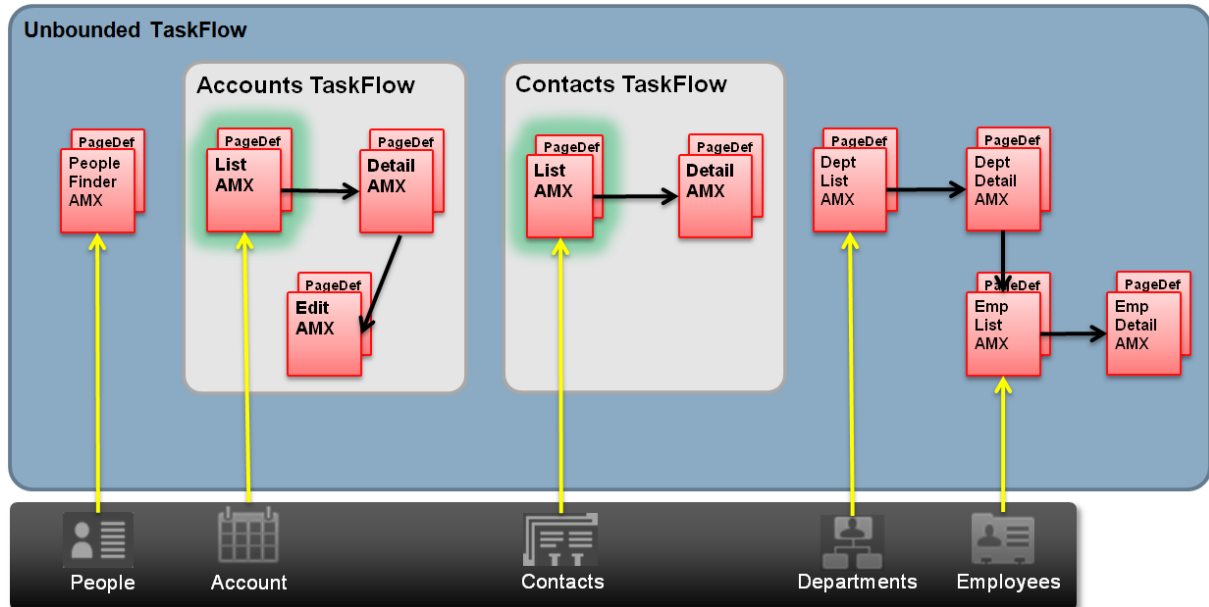 Unbounded TaskFlow
Accounts TaskFlow
Contacts TaskFlow
PageDef
People
Finder
AMX
PageDef
List
AMX
PageDef
Detail
AMX
PageDef
Edit
AMX
PageDef
List
AMX
PageDef
Detail
AMX
PageDef
Dept
List
AMX
PageDef
Dept
Detail
AMX
PageDef
Emp
List
AMX
PageDef
Emp
Detail
AMX
People
Account
Contacts
Departments
Employees